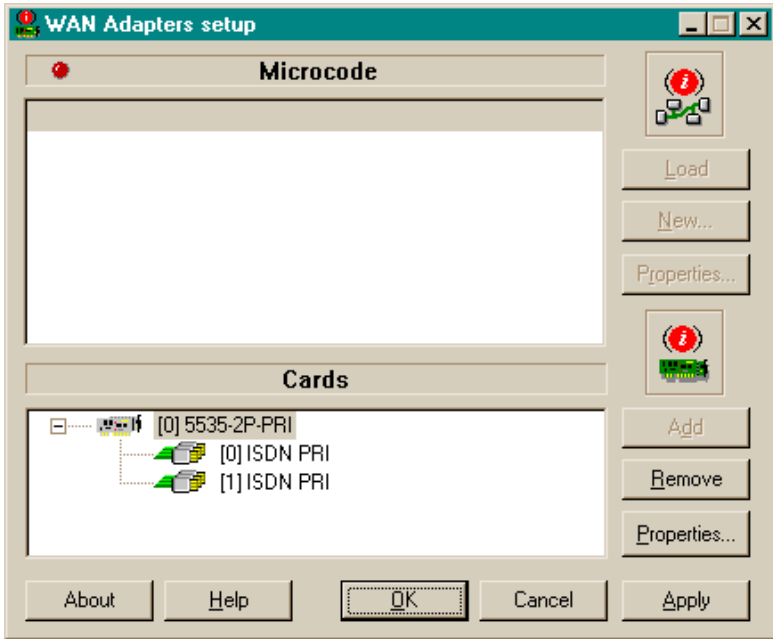 WAN Adapters setup
Microcode
Load
New...
Properties...
Cards
[0] 5535-2P-PRI
[0] ISDN PRI
[1] ISDN PRI
Add
Remove
Properties...
About
Help
OK
Cancel
Apply